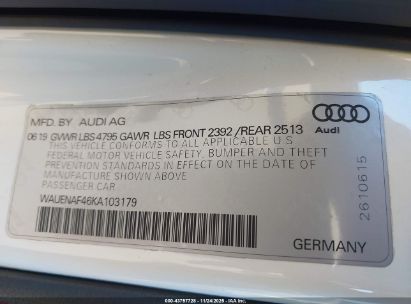 MFD. BY AUDI AG
06 19 GVWR LBS 4795 GAWR LBS FRONT 2392 /REAR 2513
THIS VEHICLE CONFORMS TO ALL APPLICABLE U S
FEDERAL MOTOR VEHICLE SAFETY, BUMPER AND THEFT
PREVENTION STANDARDS IN EFFECT ON THE DATE OF
MANUFACTURE SHOWN ABOVE
PASSENGER CAR
WAUENAF46KA103179
Audi
2610615
GERMANY